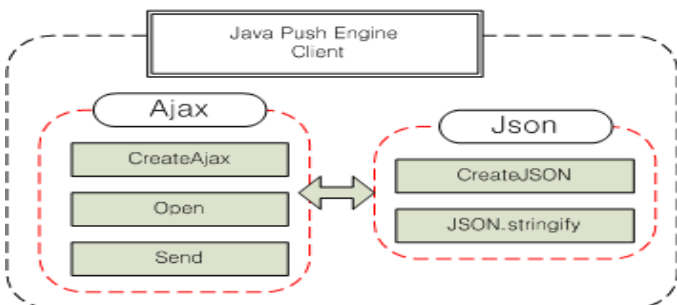 Java Push Engine
Client
Ajax
CreateAjax
Open
Send
Json
CreateJSON
JSON.stringify